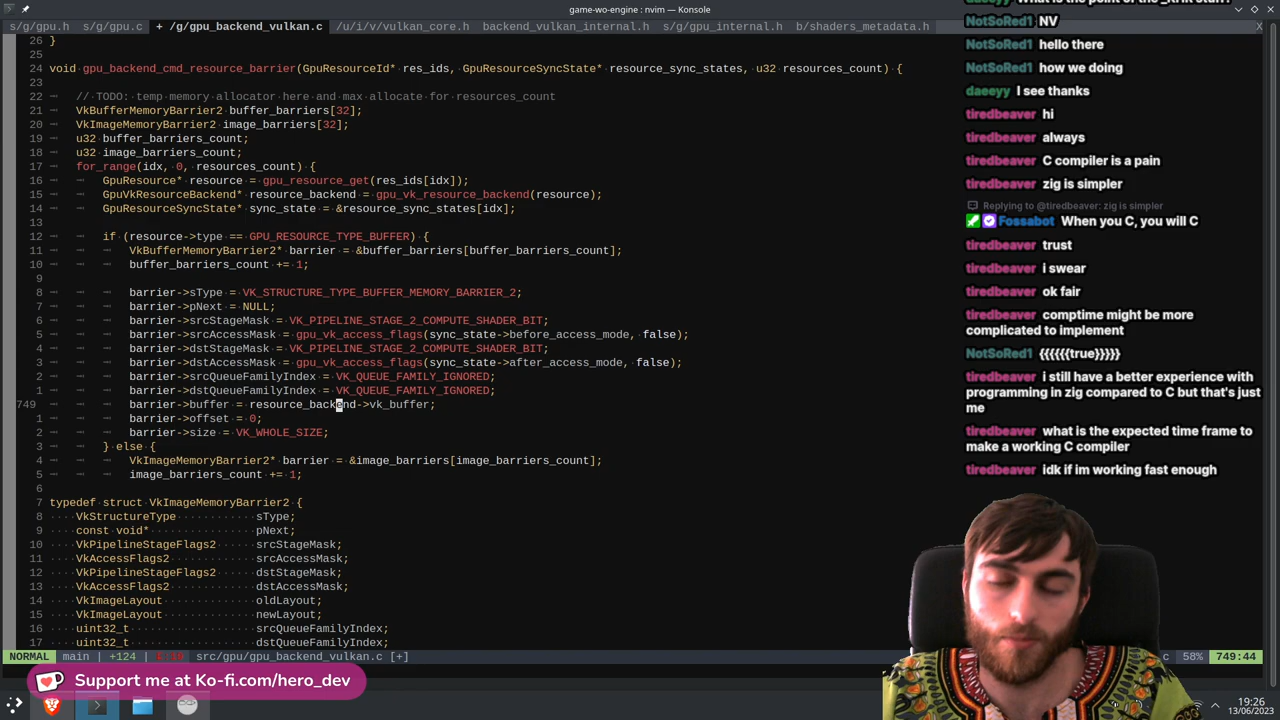 game-wo-engine : nvim — Konsole
s/g/gpu.h s/g/gpu.c + /g/gpu_backend_vulkan.c /u/i/v/vulkan_core.h backend_vulkan_internal.h s/g/gpu_internal.h b/shaders_metadata.h X
26 }
25
24 void gpu_backend_cmd_resource_barrier(GpuResourceId* res_ids, GpuResourceSyncState* resource_sync_states, u32 resources_count) {
23
22 // TODO: temp memory allocator here and max allocate for resources_count
21 VkBufferMemoryBarrier2 buffer_barriers[32];
20 VkImageMemoryBarrier2 image_barriers[32];
19 u32 buffer_barriers_count;
18 u32 image_barriers_count;
17 for_range(idx, 0, resources_count) {
16 GpuResource* resource = gpu_resource_get(res_ids[idx]);
15 GpuVkResourceBackend* resource_backend = gpu_vk_resource_backend(resource);
14 GpuResourceSyncState* sync_state = &resource_sync_states[idx];
13
12 if (resource->type == GPU_RESOURCE_TYPE_BUFFER) {
11 VkBufferMemoryBarrier2* barrier = &buffer_barriers[buffer_barriers_count];
10 buffer_barriers_count += 1;
9
8 barrier->sType = VK_STRUCTURE_TYPE_BUFFER_MEMORY_BARRIER_2;
7 barrier->pNext = NULL;
6 barrier->srcStageMask = VK_PIPELINE_STAGE_2_COMPUTE_SHADER_BIT;
5 barrier->srcAccessMask = gpu_vk_access_flags(sync_state->before_access_mode, false);
4 barrier->dstStageMask = VK_PIPELINE_STAGE_2_COMPUTE_SHADER_BIT;
3 barrier->dstAccessMask = gpu_vk_access_flags(sync_state->after_access_mode, false);
2 barrier->srcQueueFamilyIndex = VK_QUEUE_FAMILY_IGNORED;
1 barrier->dstQueueFamilyIndex = VK_QUEUE_FAMILY_IGNORED;
749 barrier->buffer = resource_backend->vk_buffer;
1 barrier->offset = 0;
2 barrier->size = VK_WHOLE_SIZE;
3 } else {
4 VkImageMemoryBarrier2* barrier = &image_barriers[image_barriers_count];
5 image_barriers_count += 1;
6
7 typedef struct VkImageMemoryBarrier2 {
8 VkStructureType sType;
9 const void* pNext;
10 VkPipelineStageFlags2 srcStageMask;
11 VkAccessFlags2 srcAccessMask;
12 VkPipelineStageFlags2 dstStageMask;
13 VkAccessFlags2 dstAccessMask;
14 VkImageLayout oldLayout;
15 VkImageLayout newLayout;
16 uint32_t srcQueueFamilyIndex;
17 uint32_t dstQueueFamilyIndex;
NORMAL main | +124 | src/gpu/gpu_backend_vulkan.c [+] c 58% 749:44
Support me at Ko-fi.com/hero_dev
19:26
13/06/2023
NotSoRed1 NV
NotSoRed1 hello there
NotSoRed1 how we doing
daeeyy I see thanks
tiredbeaver hi
tiredbeaver always
tiredbeaver C compiler is a pain
tiredbeaver zig is simpler
Replying to @tiredbeaver: zig is simpler
Fossabot When you C, you will C
tiredbeaver trust
tiredbeaver i swear
tiredbeaver ok fair
tiredbeaver comptime might be more
complicated to implement
NotSoRed1 {{{{{{true}}}}}
tiredbeaver i still have a better experience with
programming in zig compared to C but that's just
me
tiredbeaver what is the expected time frame to
make a working C compiler
tiredbeaver idk if im working fast enough